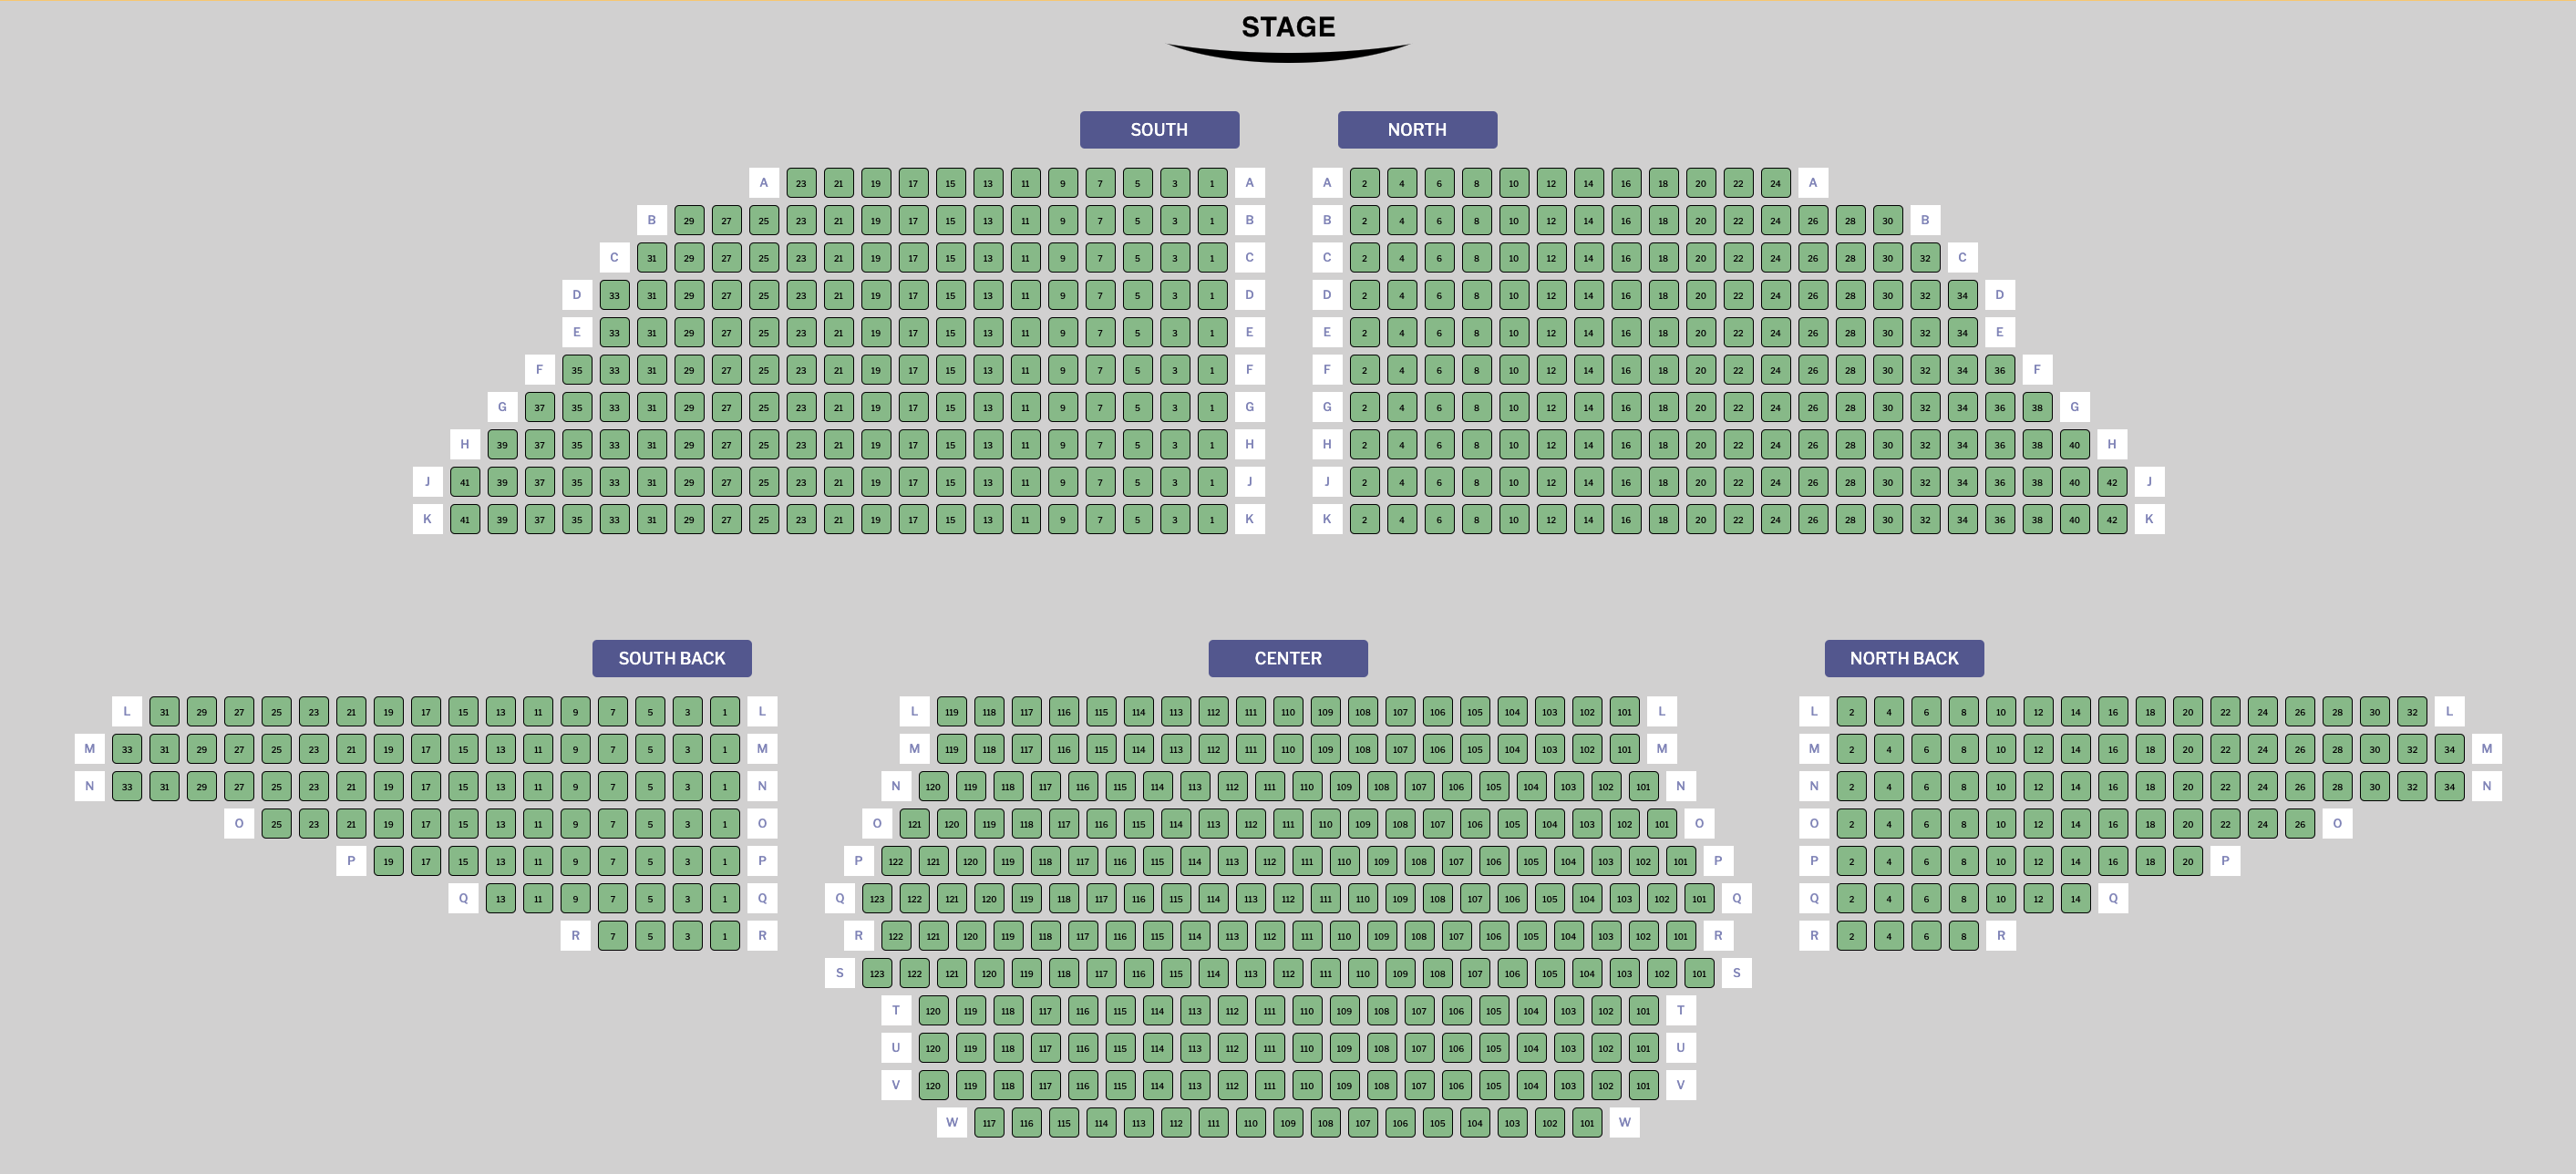 STAGE
SOUTH NORTH
A 23 21 19 17 15 13 11 9 7 5 3 1 A A 2 4 6 8 10 12 14 16 18 20 22 24 A
B 29 27 25 23 21 19 17 15 13 11 9 7 5 3 1 B B 2 4 6 8 10 12 14 16 18 20 22 24 26 28 30 B
C 31 29 27 25 23 21 19 17 15 13 11 9 7 5 3 1 C C 2 4 6 8 10 12 14 16 18 20 22 24 26 28 30 32 C
D 33 31 29 27 25 23 21 19 17 15 13 11 9 7 5 3 1 D D 2 4 6 8 10 12 14 16 18 20 22 24 26 28 30 32 34 D
E 33 31 29 27 25 23 21 19 17 15 13 11 9 7 5 3 1 E E 2 4 6 8 10 12 14 16 18 20 22 24 26 28 30 32 34 E
F 35 33 31 29 27 25 23 21 19 17 15 13 11 9 7 5 3 1 F F 2 4 6 8 10 12 14 16 18 20 22 24 26 28 30 32 34 36 F
G 37 35 33 31 29 27 25 23 21 19 17 15 13 11 9 7 5 3 1 G G 2 4 6 8 10 12 14 16 18 20 22 24 26 28 30 32 34 36 38 G
H 39 37 35 33 31 29 27 25 23 21 19 17 15 13 11 9 7 5 3 1 H H 2 4 6 8 10 12 14 16 18 20 22 24 26 28 30 32 34 36 38 40 H
J 41 39 37 35 33 31 29 27 25 23 21 19 17 15 13 11 9 7 5 3 1 J J 2 4 6 8 10 12 14 16 18 20 22 24 26 28 30 32 34 36 38 40 42 J
K 41 39 37 35 33 31 29 27 25 23 21 19 17 15 13 11 9 7 5 3 1 K K 2 4 6 8 10 12 14 16 18 20 22 24 26 28 30 32 34 36 38 40 42 K
SOUTH BACK CENTER NORTH BACK
L 31 29 27 25 23 21 19 17 15 13 11 9 7 5 3 1 L L 119 118 117 116 115 114 113 112 111 110 109 108 107 106 105 104 103 102 101 L L 2 4 6 8 10 12 14 16 18 20 22 24 26 28 30 32 L
M 33 31 29 27 25 23 21 19 17 15 13 11 9 7 5 3 1 M M 119 118 117 116 115 114 113 112 111 110 109 108 107 106 105 104 103 102 101 M M 2 4 6 8 10 12 14 16 18 20 22 24 26 28 30 32 34 M
N 33 31 29 27 25 23 21 19 17 15 13 11 9 7 5 3 1 N N 120 119 118 117 116 115 114 113 112 111 110 109 108 107 106 105 104 103 102 101 N N 2 4 6 8 10 12 14 16 18 20 22 24 26 28 30 32 34 N
O 25 23 21 19 17 15 13 11 9 7 5 3 1 O O 121 120 119 118 117 116 115 114 113 112 111 110 109 108 107 106 105 104 103 102 101 O O 2 4 6 8 10 12 14 16 18 20 22 24 26 O
P 19 17 15 13 11 9 7 5 3 1 P P 122 121 120 119 118 117 116 115 114 113 112 111 110 109 108 107 106 105 104 103 102 101 P P 2 4 6 8 10 12 14 16 18 20 P
Q 13 11 9 7 5 3 1 Q Q 123 122 121 120 119 118 117 116 115 114 113 112 111 110 109 108 107 106 105 104 103 102 101 Q Q 2 4 6 8 10 12 14 Q
R 7 5 3 1 R R 122 121 120 119 118 117 116 115 114 113 112 111 110 109 108 107 106 105 104 103 102 101 R R 2 4 6 8 R
S 123 122 121 120 119 118 117 116 115 114 113 112 111 110 109 108 107 106 105 104 103 102 101 S
T 120 119 118 117 116 115 114 113 112 111 110 109 108 107 106 105 104 103 102 101 T
U 120 119 118 117 116 115 114 113 112 111 110 109 108 107 106 105 104 103 102 101 U
V 120 119 118 117 116 115 114 113 112 111 110 109 108 107 106 105 104 103 102 101 V
W 117 116 115 114 113 112 111 110 109 108 107 106 105 104 103 102 101 W